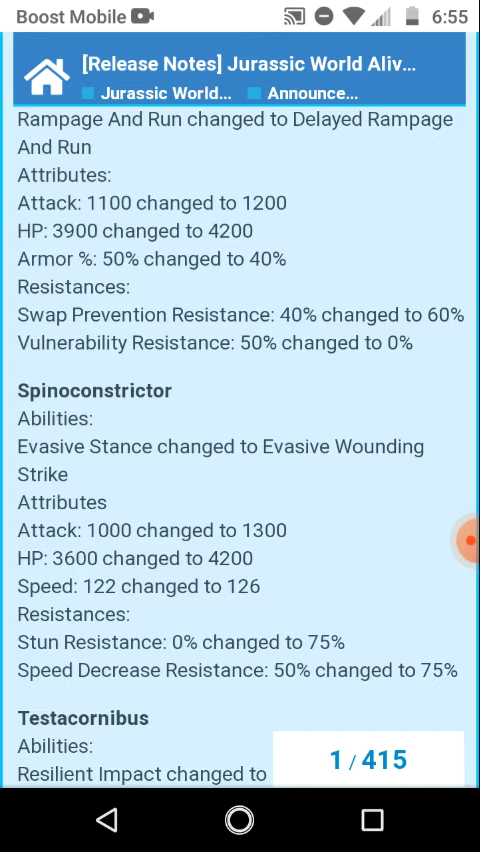 Boost Mobile 6:55
[Release Notes] Jurassic World Aliv...
Jurassic World... Announce...
Rampage And Run changed to Delayed Rampage
And Run
Attributes:
Attack: 1100 changed to 1200
HP: 3900 changed to 4200
Armor %: 50% changed to 40%
Resistances:
Swap Prevention Resistance: 40% changed to 60%
Vulnerability Resistance: 50% changed to 0%
Spinoconstrictor
Abilities:
Evasive Stance changed to Evasive Wounding
Strike
Attributes
Attack: 1000 changed to 1300
HP: 3600 changed to 4200
Speed: 122 changed to 126
Resistances:
Stun Resistance: 0% changed to 75%
Speed Decrease Resistance: 50% changed to 75%
Testacornibus
Abilities:
Resilient Impact changed to
1 / 415